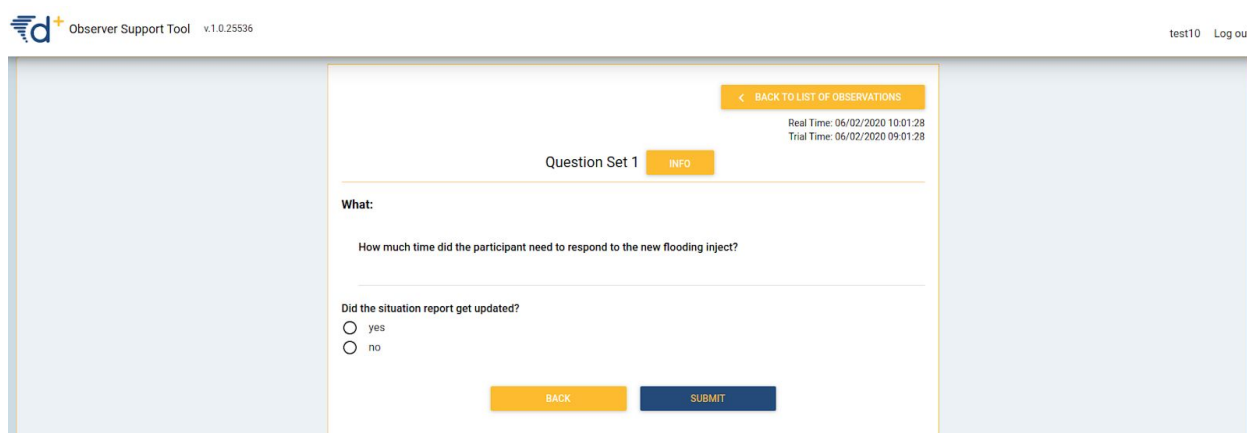 d+ Observer Support Tool v.1.0.25536
test10 Log ou
BACK TO LIST OF OBSERVATIONS
Real Time: 06/02/2020 10:01:28
Trial Time: 06/02/2020 09:01:28
Question Set 1 INFO
What:
How much time did the participant need to respond to the new flooding inject?
Did the situation report get updated?
yes
no
BACK SUBMIT